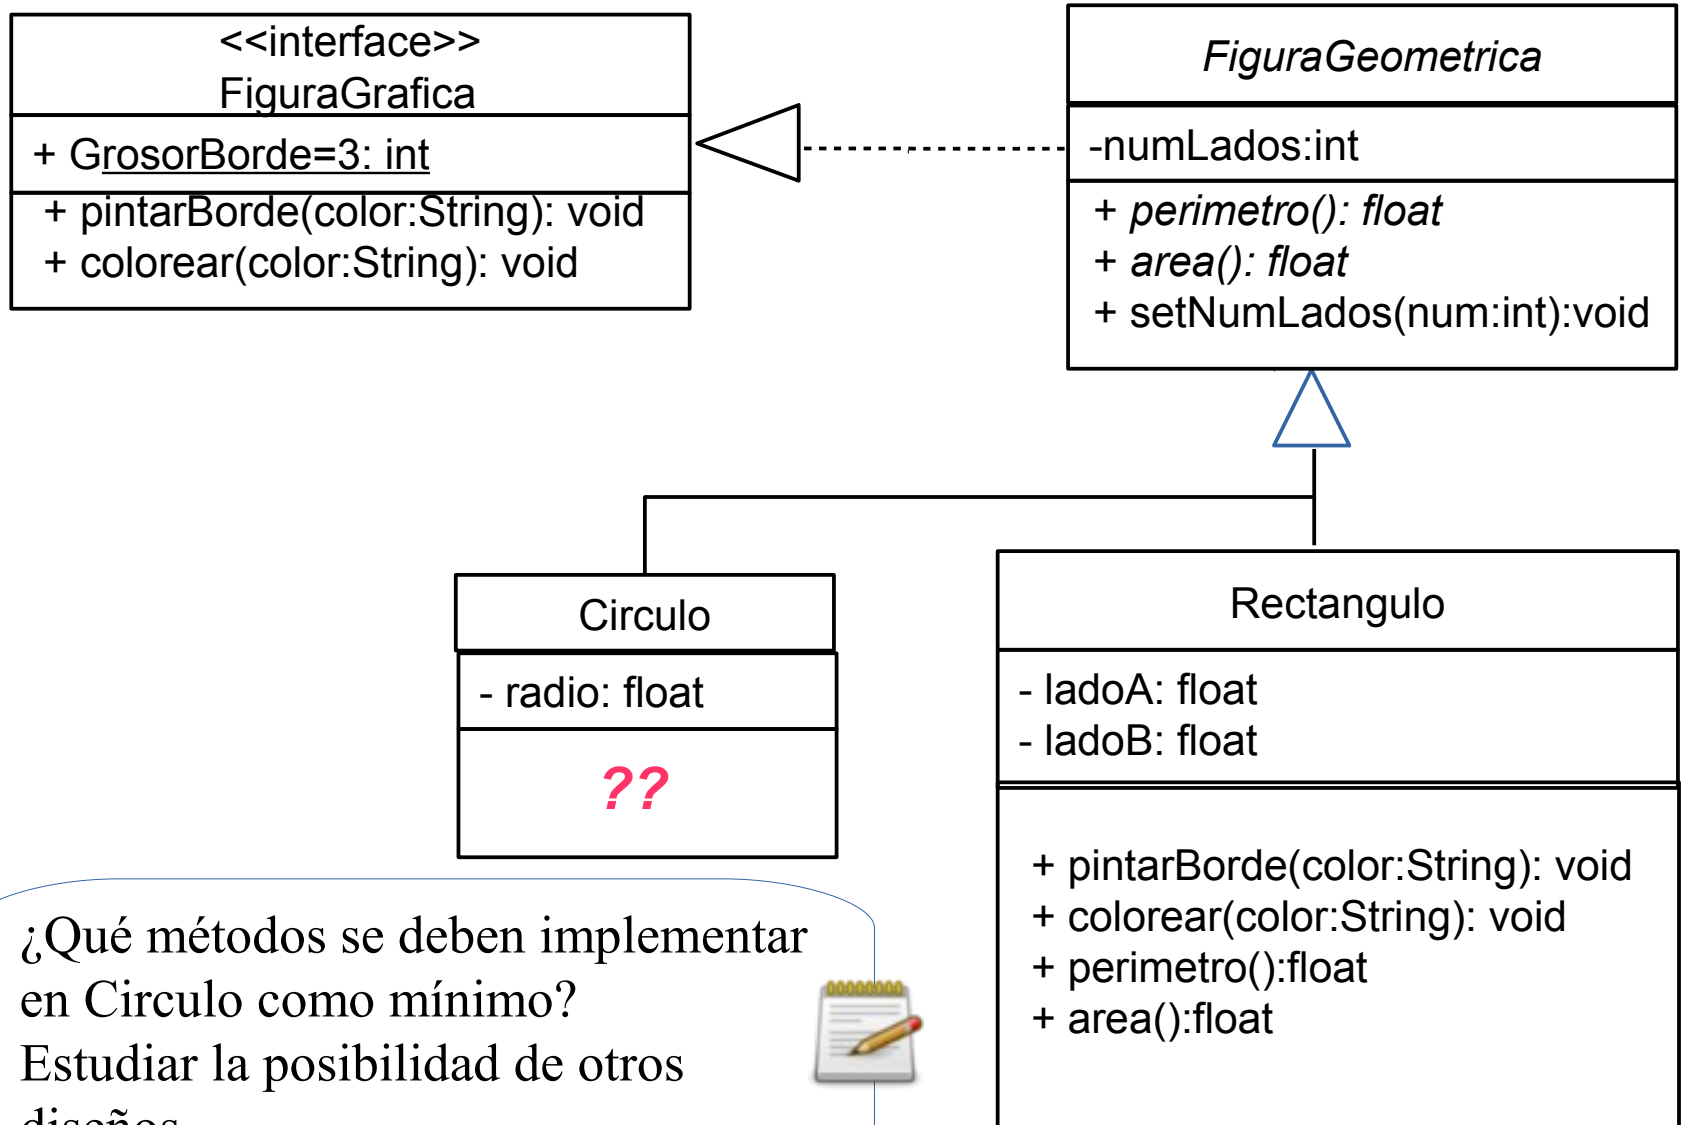 <<interface>>
FiguraGrafica
+ GrosorBorde=3: int
+ pintarBorde(color:String): void
+ colorear(color:String): void
FiguraGeometrica
-numLados:int
+ perimetro(): float
+ area(): float
+ setNumLados(num:int):void
Circulo
- radio: float
??
Rectangulo
- ladoA: float
- ladoB: float
+ pintarBorde(color:String): void
+ colorear(color:String): void
+ perimetro():float
+ area():float
¿Qué métodos se deben implementar
en Circulo como mínimo?
Estudiar la posibilidad de otros
diseños